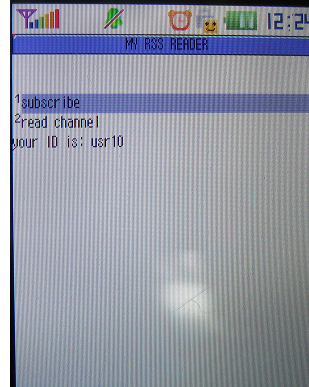 12:24
MY RSS READER
1subscribe
2read channel
your ID is: usr10